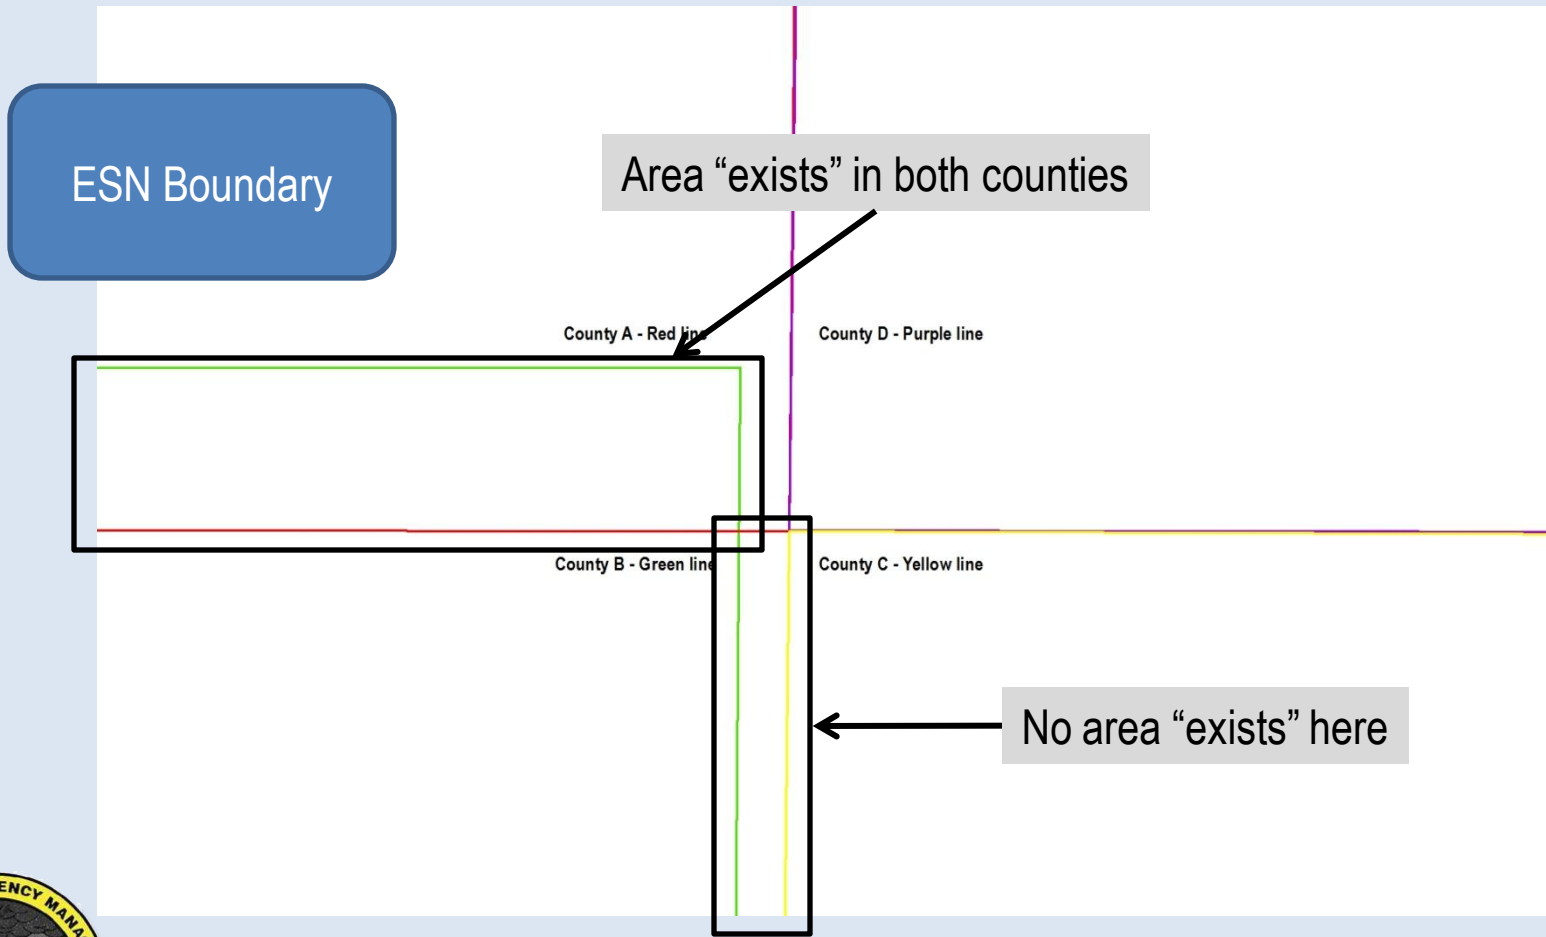 ESN Boundary
Area “exists” in both counties
County A - Red line
County D - Purple line
County B - Green line
County C - Yellow line
No area “exists” here